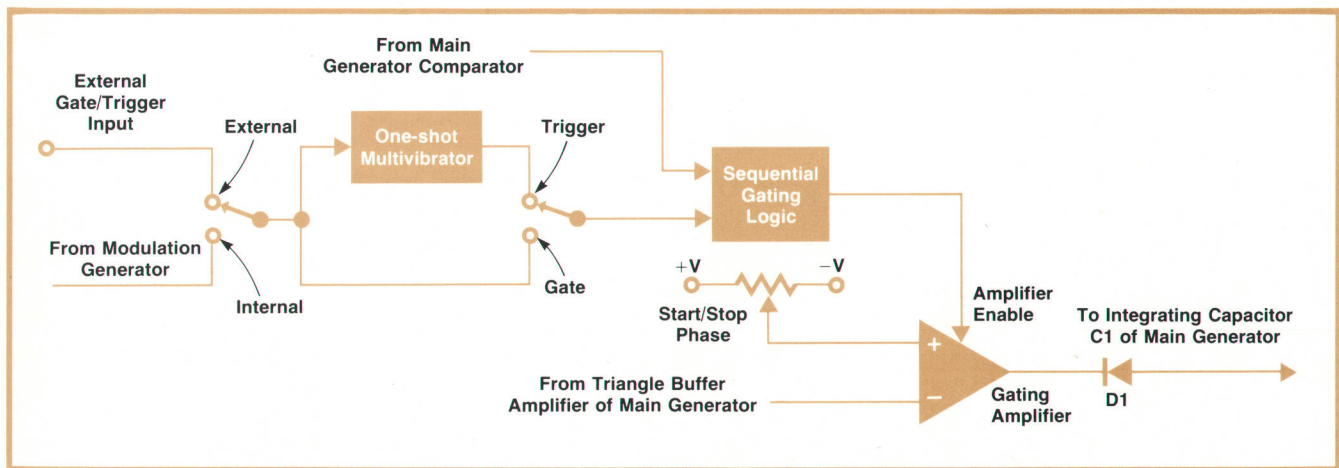 From Main
Generator Comparator
External
Gate/Trigger
Input
External
One-shot
Multivibrator
Trigger
Sequential
Gating
Logic
From Modulation
Generator
Internal
Gate
+V
−V
Start/Stop
Phase
Amplifier
Enable
To Integrating Capacitor
C1 of Main Generator
+
From Triangle Buffer
Amplifier of Main Generator
−
Gating
Amplifier
D1